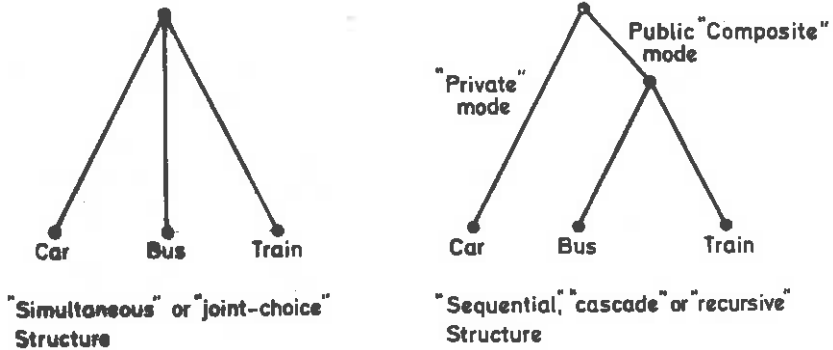 Car
Bus
Train
"Simultaneous" or "joint-choice"
Structure
Public "Composite"
mode
"Private"
mode
Car
Bus
Train
"Sequential," "cascade" or "recursive"
Structure